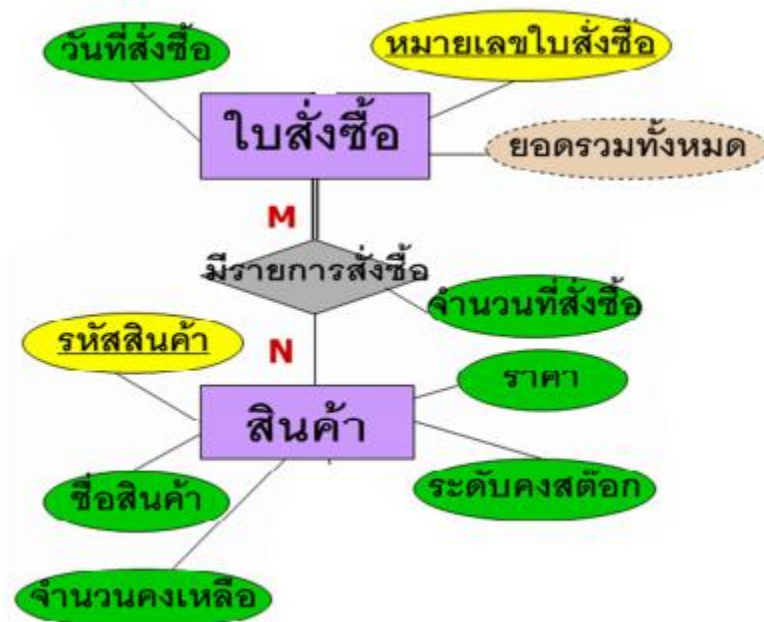 วันที่สั่งซื้อ
หมายเลขใบสั่งซื้อ
ใบสั่งซื้อ
ยอดรวมทั้งหมด
M
มีรายการสั่งซื้อ
จำนวนที่สั่งซื้อ
รหัสสินค้า
N
ราคา
สินค้า
ชื่อสินค้า
ระดับคงสต๊อก
จำนวนคงเหลือ